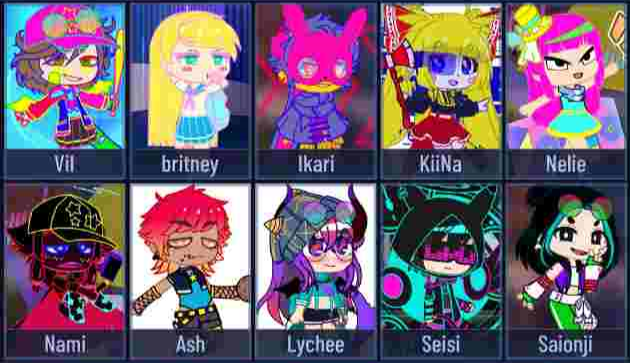 Vil
britney
Ikari
KiiNa
Nelie
Nami
Ash
Lychee
Seisi
Saionji